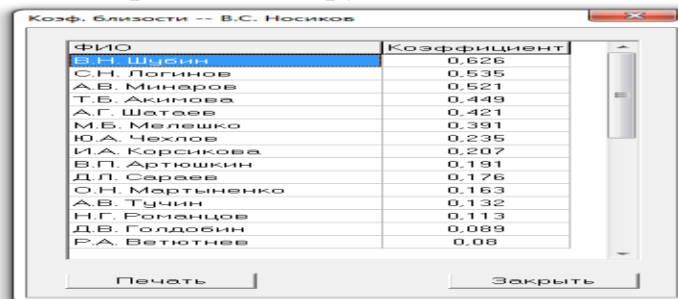 Коэф. близости -- В.С. Носиков
ФИО Коэффициент
В.Н. Шубин 0,626
С.Н. Логинов 0,535
А.В. Минаров 0,521
Т.Б. Акимова 0,449
А.Г. Шатаев 0,421
М.Б. Мелешко 0,391
Ю.А. Чехлов 0,235
И.А. Корсикова 0,207
В.П. Артюшкин 0,191
Д.Л. Сараев 0,176
О.Н. Мартыненко 0,163
А.В. Тучин 0,132
Н.Г. Романцов 0,113
Д.В. Голдобин 0,089
Р.А. Ветютнев 0,08
Печать Закрыть